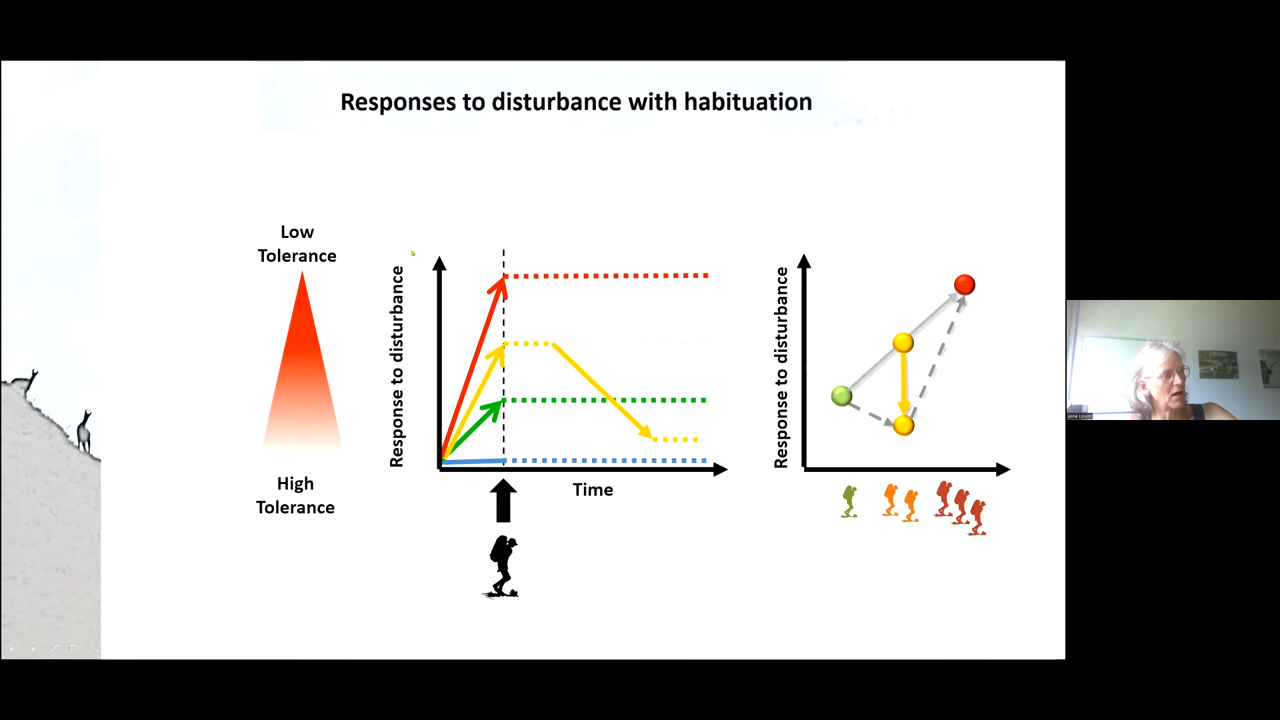 Responses to disturbance with habituation
Low
Tolerance
High
Tolerance
Response to disturbance
Time
Response to disturbance